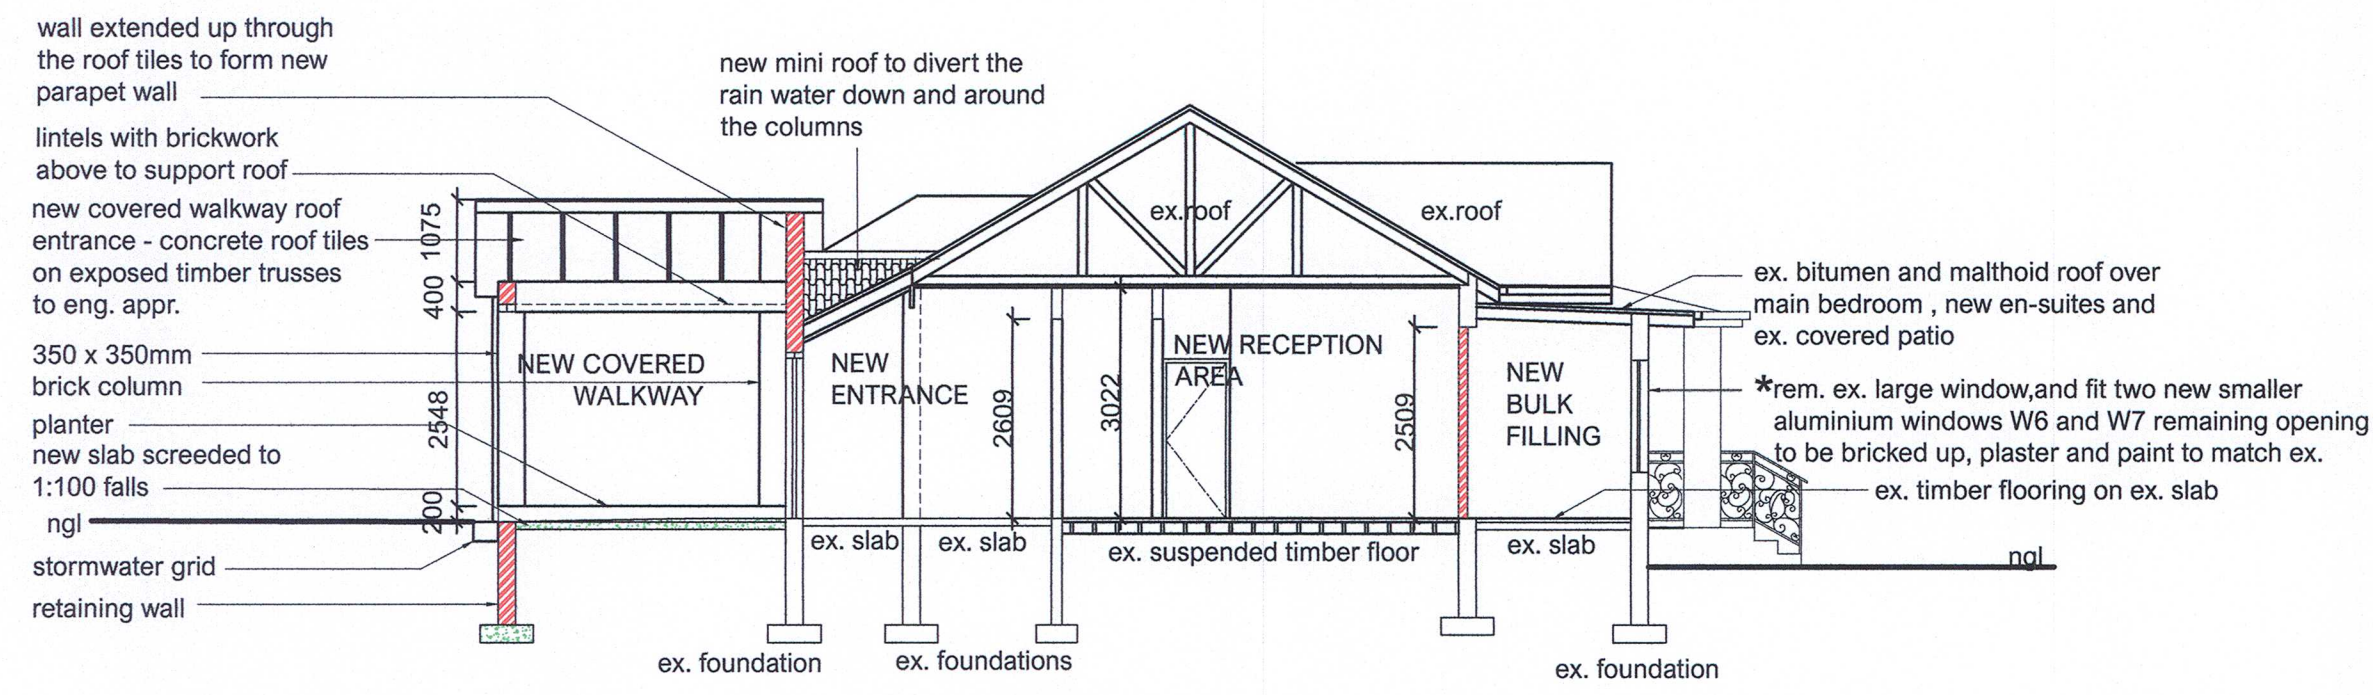 wall extended up through
the roof tiles to form new
parapet wall
lintels with brickwork
above to support roof
new covered walkway roof
entrance - concrete roof tiles
on exposed timber trusses
to eng. appr.
350 x 350mm
brick column
planter
new slab screeded to
1:100 falls
ngl
stormwater grid
retaining wall
1075
400
2548
200
new mini roof to divert the
rain water down and around
the columns
NEW COVERED
WALKWAY
NEW
ENTRANCE
2609
3022
NEW RECEPTION
AREA
2509
NEW
BULK
FILLING
ex.roof
ex.roof
ex. slab
ex. slab
ex. suspended timber floor
ex. slab
ex. foundation
ex. foundations
ex. foundation
ex. bitumen and malthoid roof over
main bedroom , new en-suites and
ex. covered patio
*rem. ex. large window,and fit two new smaller
aluminium windows W6 and W7 remaining opening
to be bricked up, plaster and paint to match ex.
ex. timber flooring on ex. slab
ngl